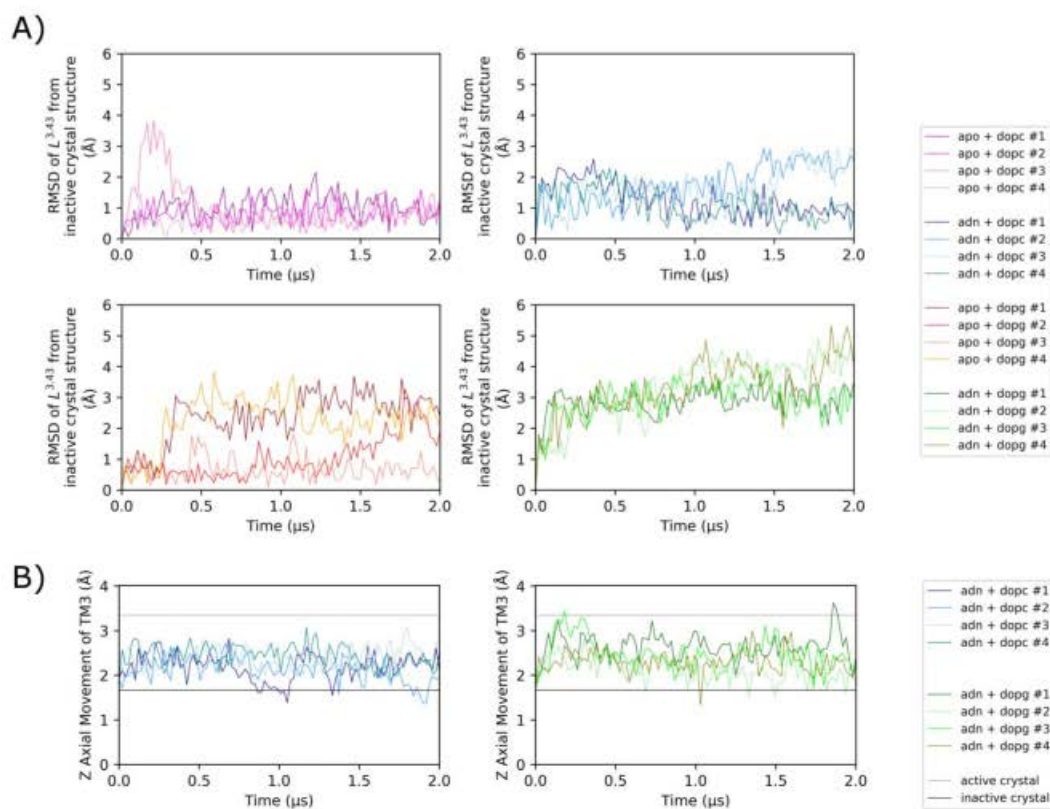 A)
RMSD of L3.43 from
inactive crystal structure
(Å)
6
5
4
3
2
1
0
0.0 0.5 1.0 1.5 2.0
Time (μs)
RMSD of L3.43 from
inactive crystal structure
(Å)
6
5
4
3
2
1
0
0.0 0.5 1.0 1.5 2.0
Time (μs)
apo + dopc #1
apo + dopc #2
apo + dopc #3
apo + dopc #4
adn + dopc #1
adn + dopc #2
adn + dopc #3
adn + dopc #4
apo + dopg #1
apo + dopg #2
apo + dopg #3
apo + dopg #4
adn + dopg #1
adn + dopg #2
adn + dopg #3
adn + dopg #4
RMSD of L3.43 from
inactive crystal structure
(Å)
6
5
4
3
2
1
0
0.0 0.5 1.0 1.5 2.0
Time (μs)
RMSD of L3.43 from
inactive crystal structure
(Å)
6
5
4
3
2
1
0
0.0 0.5 1.0 1.5 2.0
Time (μs)
B)
Z Axial Movement of TM3 (Å)
4
3
2
1
0
0.0 0.5 1.0 1.5 2.0
Time (μs)
Z Axial Movement of TM3 (Å)
4
3
2
1
0
0.0 0.5 1.0 1.5 2.0
Time (μs)
adn + dopc #1
adn + dopc #2
adn + dopc #3
adn + dopc #4
adn + dopg #1
adn + dopg #2
adn + dopg #3
adn + dopg #4
active crystal
inactive crystal